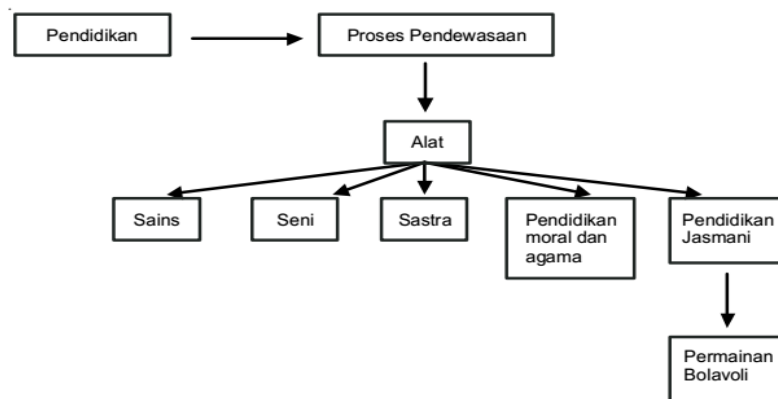 Pendidikan
Proses Pendewasaan
Alat
Sains
Seni
Sastra
Pendidikan
moral dan
agama
Pendidikan
Jasmani
Permainan
Bolavoli